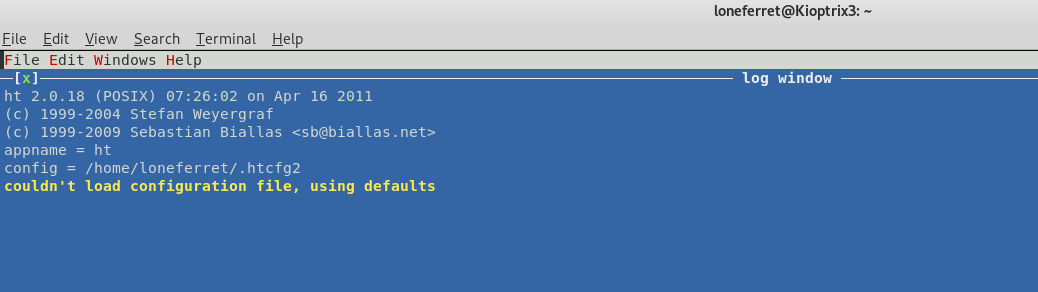 loneferret@Kioptrix3: ~
File Edit View Search Terminal Help
File Edit Windows Help
[x] log window
ht 2.0.18 (POSIX) 07:26:02 on Apr 16 2011
(c) 1999-2004 Stefan Weyergraf
(c) 1999-2009 Sebastian Biallas <sb@biallas.net>
appname = ht
config = /home/loneferret/.htcfg2
couldn't load configuration file, using defaults